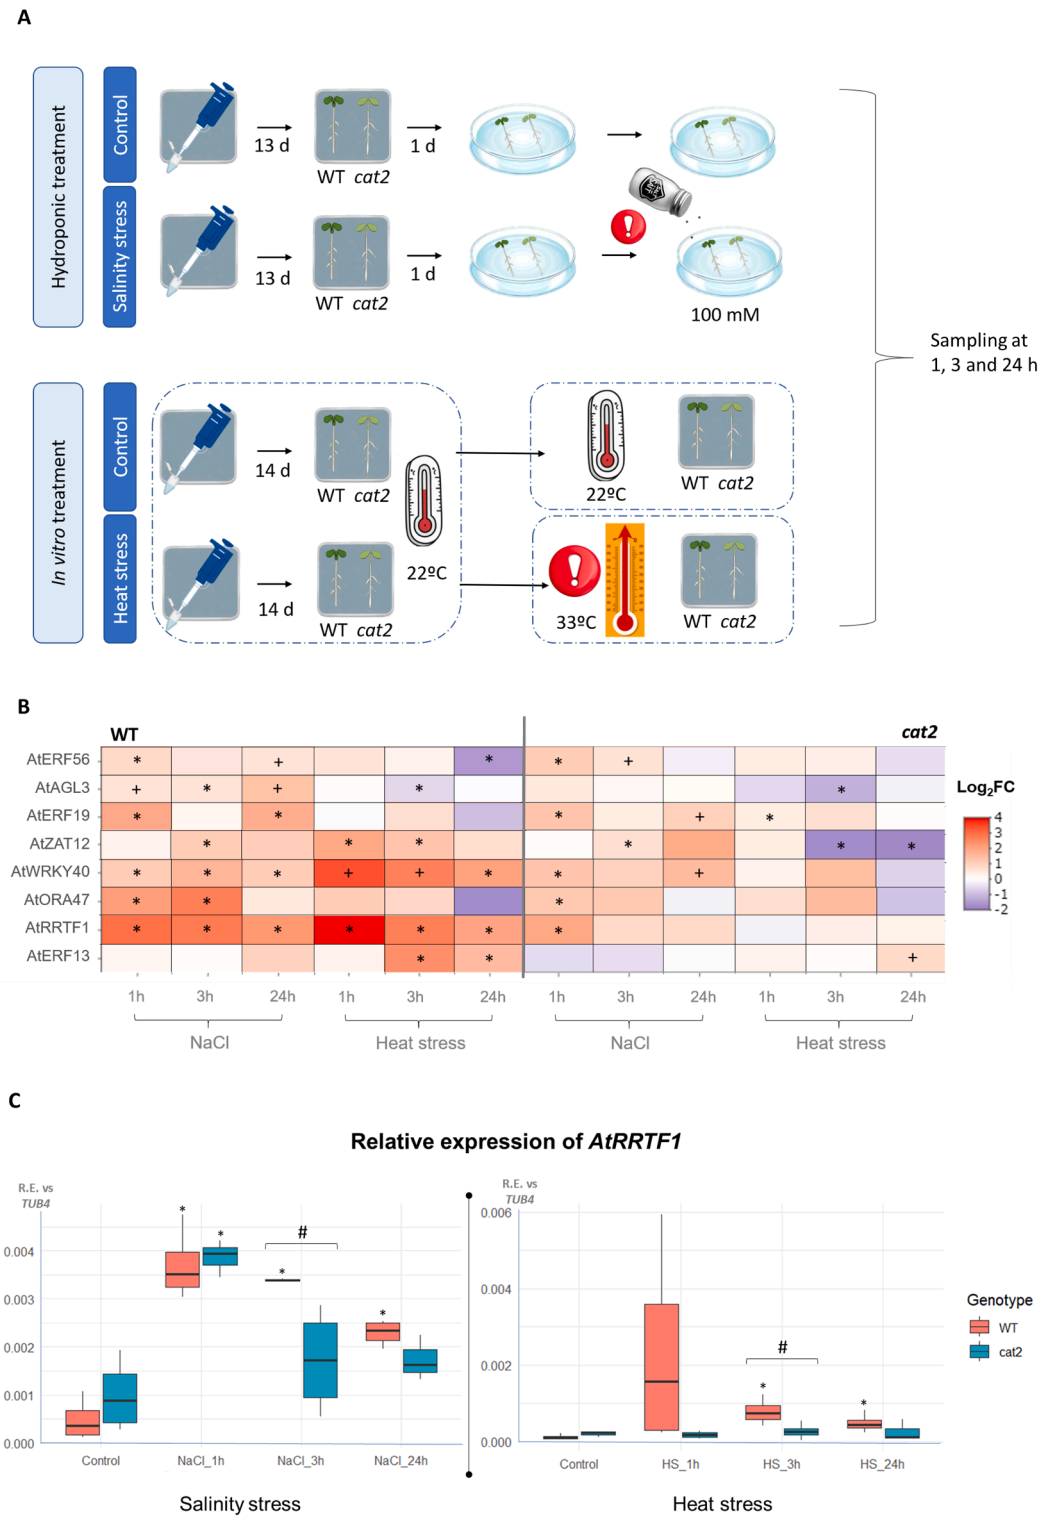 A
Hydroponic treatment
Control
Salinity stress
13 d
WT cat2
1 d
13 d
WT cat2
1 d
100 mM
Sampling at
1, 3 and 24 h
In vitro treatment
Control
Heat stress
14 d
WT cat2
22ºC
14 d
WT cat2
22ºC
WT cat2
33ºC
WT cat2
B
WT
cat2
AtERF56 * + * * +
AtAGL3 + * + * *
AtERF19 * * * + *
AtZAT12 * * * * * *
AtWRKY40 * * * + + * * +
AtORA47 * * *
AtRRTF1 * * * * * * *
AtERF13 * * +
1h 3h 24h 1h 3h 24h 1h 3h 24h 1h 3h 24h
NaCl Heat stress NaCl Heat stress
Log2FC
4
3
2
1
0
-1
-2
C
Relative expression of AtRRTF1
R.E. vs
TUB4
0.004
0.003
0.002
0.001
0.000
* * * # *
Control NaCl_1h NaCl_3h NaCl_24h
Salinity stress
R.E. vs
TUB4
0.006
0.004
0.002
0.000
* # *
Control HS_1h HS_3h HS_24h
Heat stress
Genotype
WT
cat2